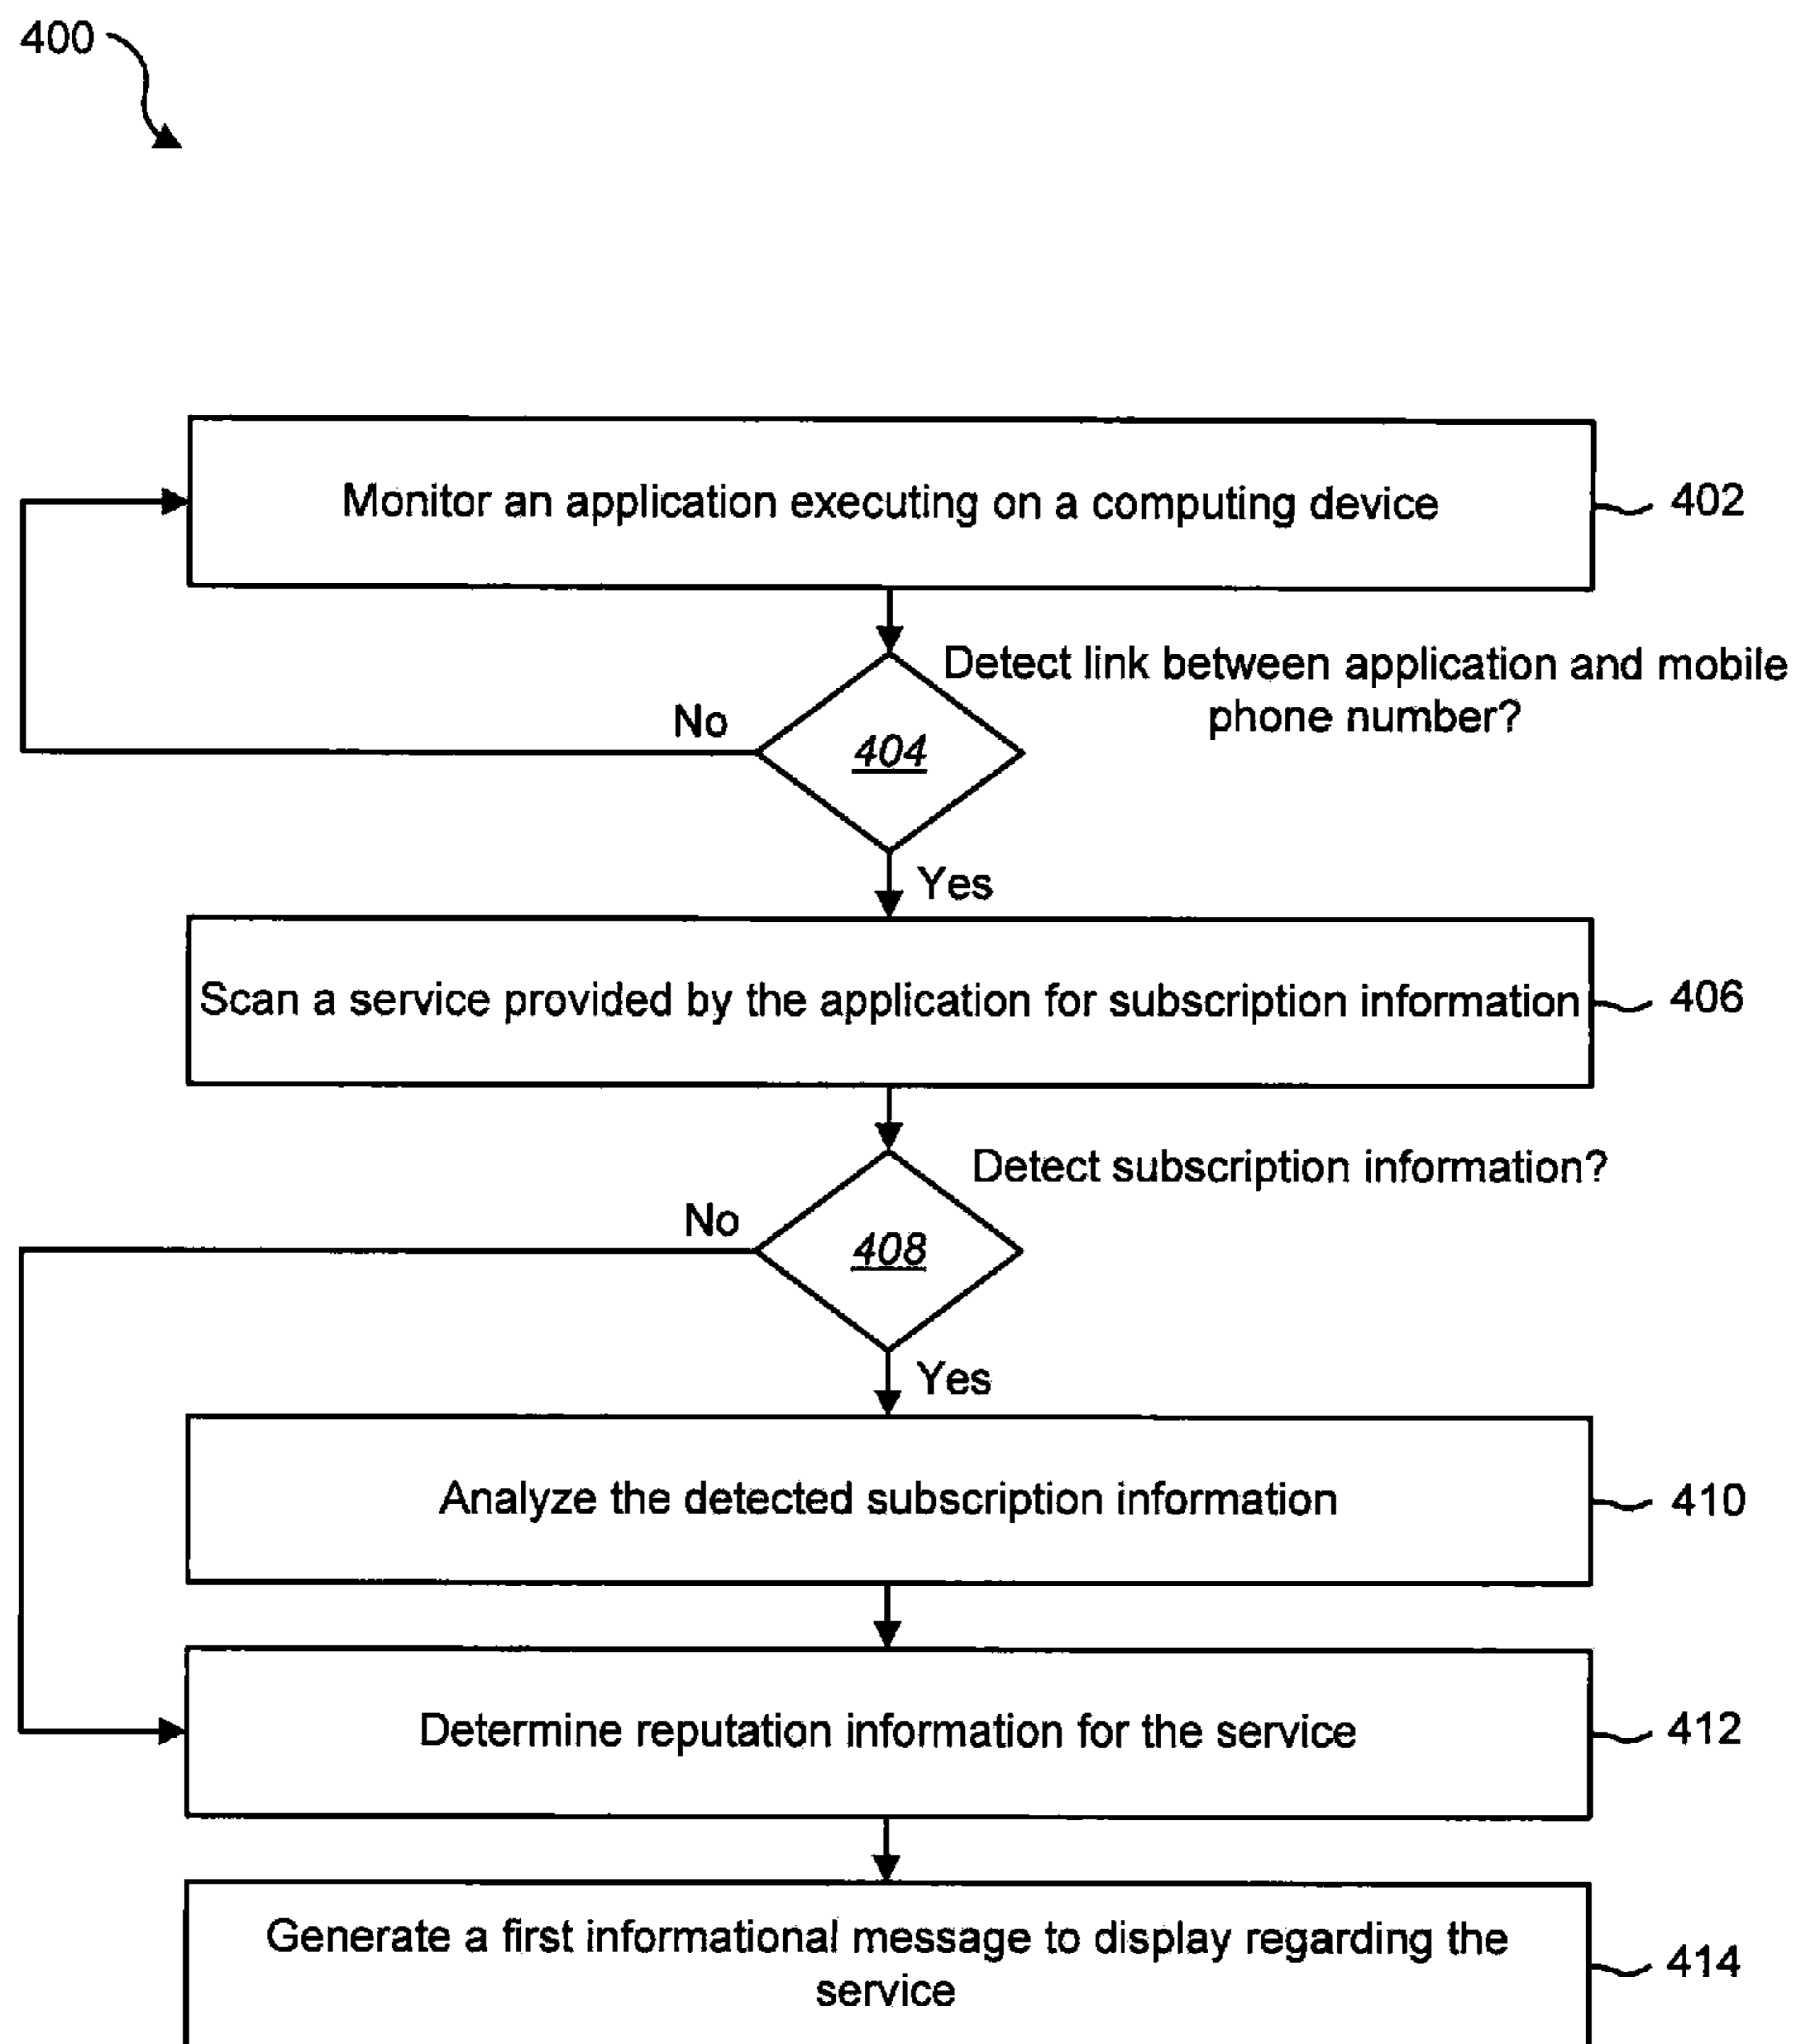 400
Monitor an application executing on a computing device
402
Detect link between application and mobile
phone number?
No
404
Yes
Scan a service provided by the application for subscription information
406
Detect subscription information?
No
408
Yes
Analyze the detected subscription information
410
Determine reputation information for the service
412
Generate a first informational message to display regarding the
service
414